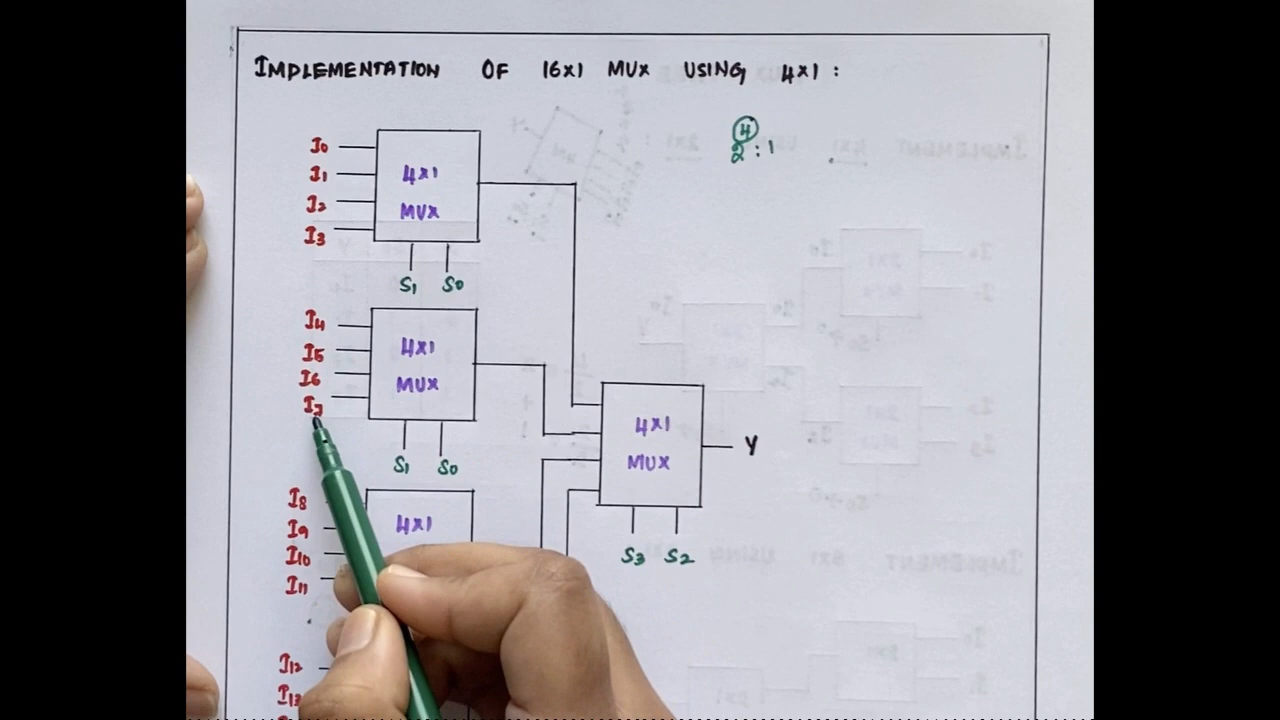 IMPLEMENTATION OF 16X1 MUX USING 4X1 :
4
2 : 1
I0
I1
I2
I3
4X1
MUX
S1 S0
I4
I5
I6
I7
4X1
MUX
S1 S0
I8
I9
I10
I11
4X1
I12
I13
4X1
MUX
Y
S3 S2